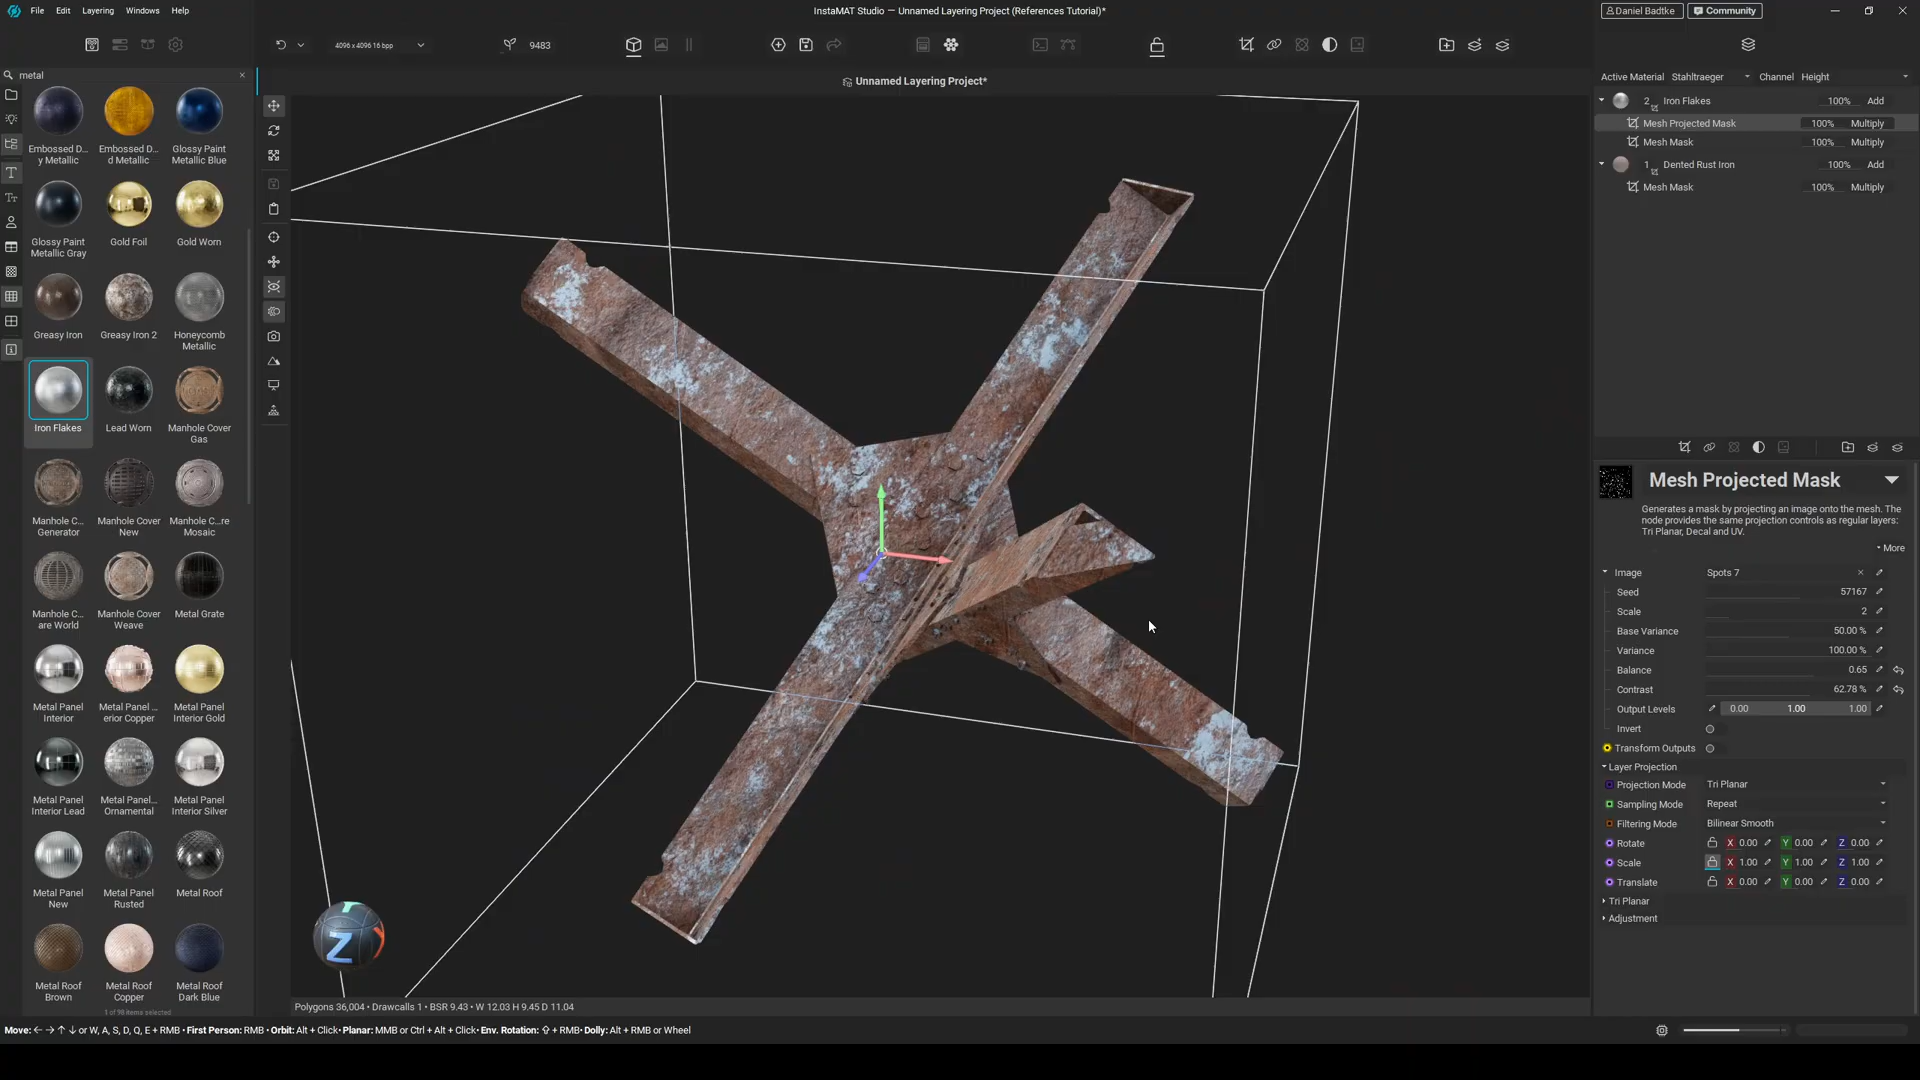 File Edit Layering Windows Help
InstaMAT Studio — Unnamed Layering Project (References Tutorial)*
Daniel Badtke Community
4096 x 4096 16 bpp
9483
metal
Unnamed Layering Project*
Embossed D... y Metallic
Embossed D... d Metallic
Glossy Paint Metallic Blue
Glossy Paint Metallic Gray
Gold Foil
Gold Worn
Greasy Iron
Greasy Iron 2
Honeycomb Metallic
Iron Flakes
Lead Worn
Manhole Cover Gas
Manhole C... Generator
Manhole Cover New
Manhole C...re Mosaic
Manhole C... are World
Manhole Cover Weave
Metal Grate
Metal Panel Interior
Metal Panel ... erior Copper
Metal Panel Interior Gold
Metal Panel Interior Lead
Metal Panel... Ornamental
Metal Panel Interior Silver
Metal Panel New
Metal Panel Rusted
Metal Roof
Metal Roof Brown
Metal Roof Copper
Metal Roof Dark Blue
1 of 98 items selected
Z
Y
Polygons 36,004 • Drawcalls 1 • BSR 9.43 • W 12.03 H 9.45 D 11.04
Active Material Stahltraeger Channel Height
2 Iron Flakes 100% Add
Mesh Projected Mask 100% Multiply
Mesh Mask 100% Multiply
1 Dented Rust Iron 100% Add
Mesh Mask 100% Multiply
Mesh Projected Mask
Generates a mask by projecting an image onto the mesh. The
node provides the same projection controls as regular layers:
Tri Planar, Decal and UV.
More
Image Spots 7
Seed 57167
Scale 2
Base Variance 50.00 %
Variance 100.00 %
Balance 0.65
Contrast 62.78 %
Output Levels 0.00 1.00 1.00
Invert
Transform Outputs
Layer Projection
Projection Mode Tri Planar
Sampling Mode Repeat
Filtering Mode Bilinear Smooth
Rotate X 0.00 Y 0.00 Z 0.00
Scale X 1.00 Y 1.00 Z 1.00
Translate X 0.00 Y 0.00 Z 0.00
Tri Planar
Adjustment
Move: ← → ↑ ↓ or W, A, S, D, Q, E + RMB • First Person: RMB • Orbit: Alt + Click • Planar: MMB or Ctrl + Alt + Click • Env. Rotation: ⇧ + RMB • Dolly: Alt + RMB or Wheel